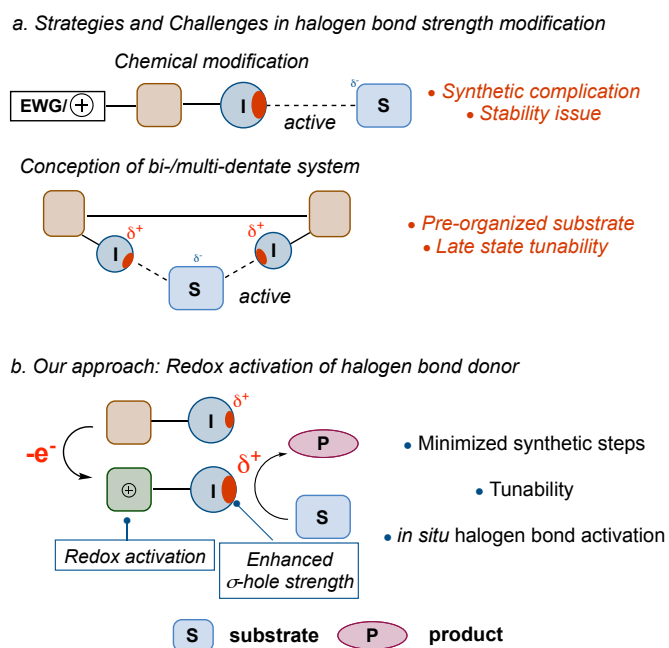 a. Strategies and Challenges in halogen bond strength modification
Chemical modification
EWG/⊕
I
active
δ-
S
• Synthetic complication
• Stability issue
Conception of bi-/multi-dentate system
δ+
δ+
I
I
δ-
S
active
• Pre-organized substrate
• Late state tunability
b. Our approach: Redox activation of halogen bond donor
I
δ+
-e-
⊕
I
δ+
P
S
Redox activation
Enhanced
σ-hole strength
• Minimized synthetic steps
• Tunability
• in situ halogen bond activation
S substrate P product